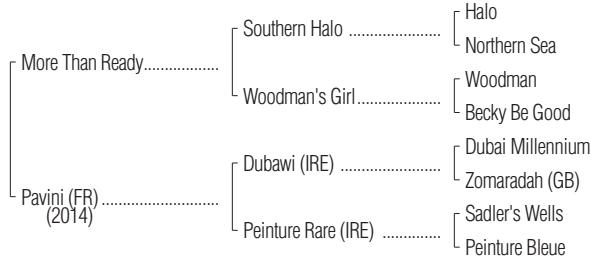 Halo
Southern Halo ....................
Northern Sea
More Than Ready................
Woodman
Woodman's Girl..................
Becky Be Good
Dubai Millennium
Dubawi (IRE) ......................
Zomaradah (GB)
Pavini (FR) .........................
(2014)
Sadler's Wells
Peinture Rare (IRE) .............
Peinture Bleue